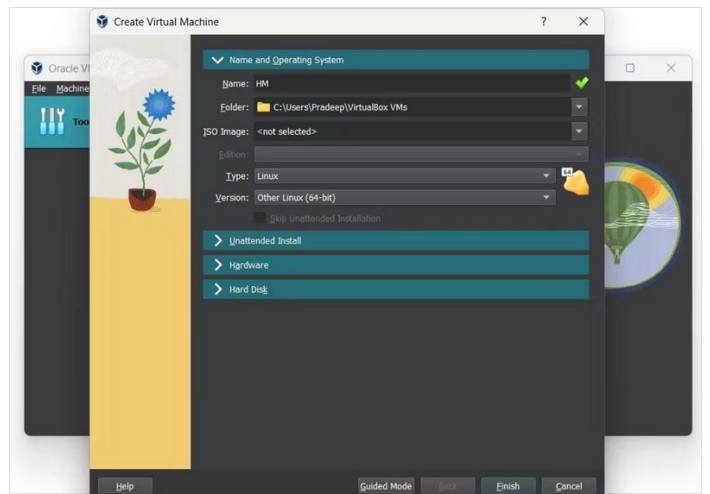 Create Virtual Machine
?
Oracle V
File Machine
Too
Name and Operating System
Name: HM
Folder: C:\Users\Pradeep\VirtualBox VMs
ISO Image: <not selected>
Edition:
Type: Linux
64
Version: Other Linux (64-bit)
Skip Unattended Installation
Unattended Install
Hardware
Hard Disk
Help Guided Mode Back Finish Cancel